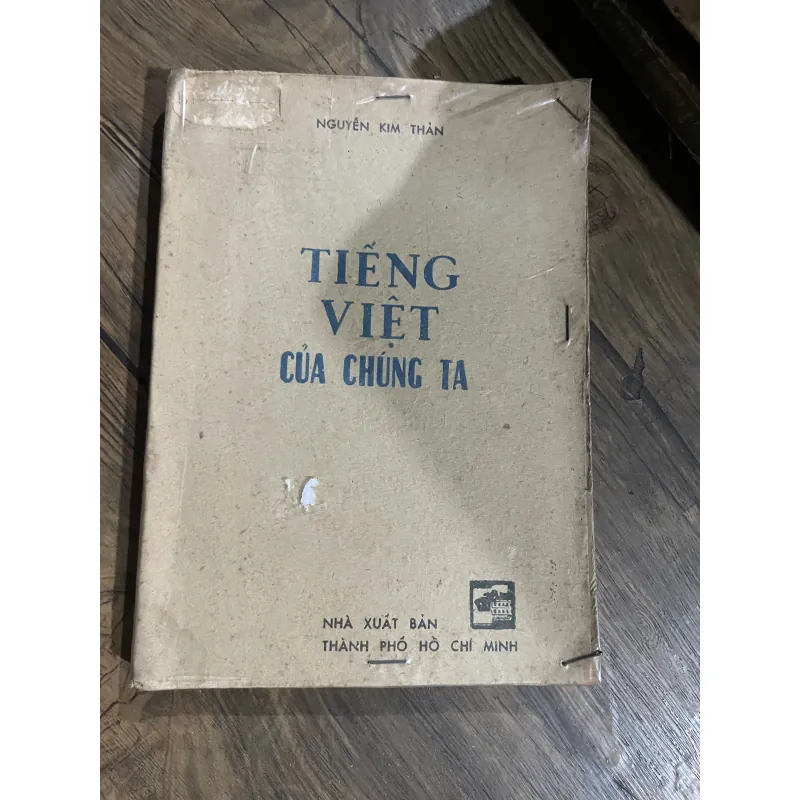 NGUYỄN KIM THẢN
TIẾNG
VIỆT
CỦA CHÚNG TA
NHÀ XUẤT BẢN
THÀNH PHỐ HỒ CHÍ MINH